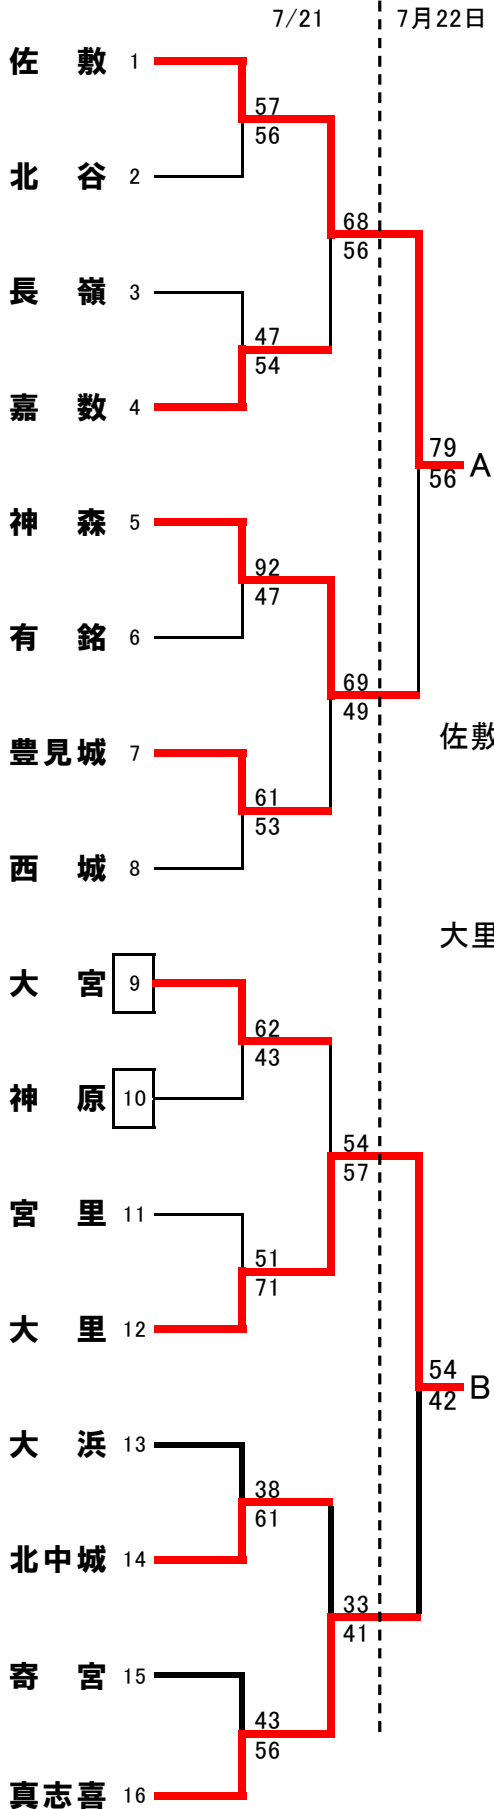 7/21 7月22日
佐敷 1
57
56
北谷 2
68
56
長嶺 3
47
54
嘉数 4
79
56 A
神森 5
92
47
有銘 6
69
49
佐敷
豊見城 7
61
53
西城 8
大里
大宮 9
62
43
神原 10
54
57
宮里 11
51
71
大里 12
54
42 B
大浜 13
38
61
北中城 14
33
41
寄宮 15
43
56
真志喜 16